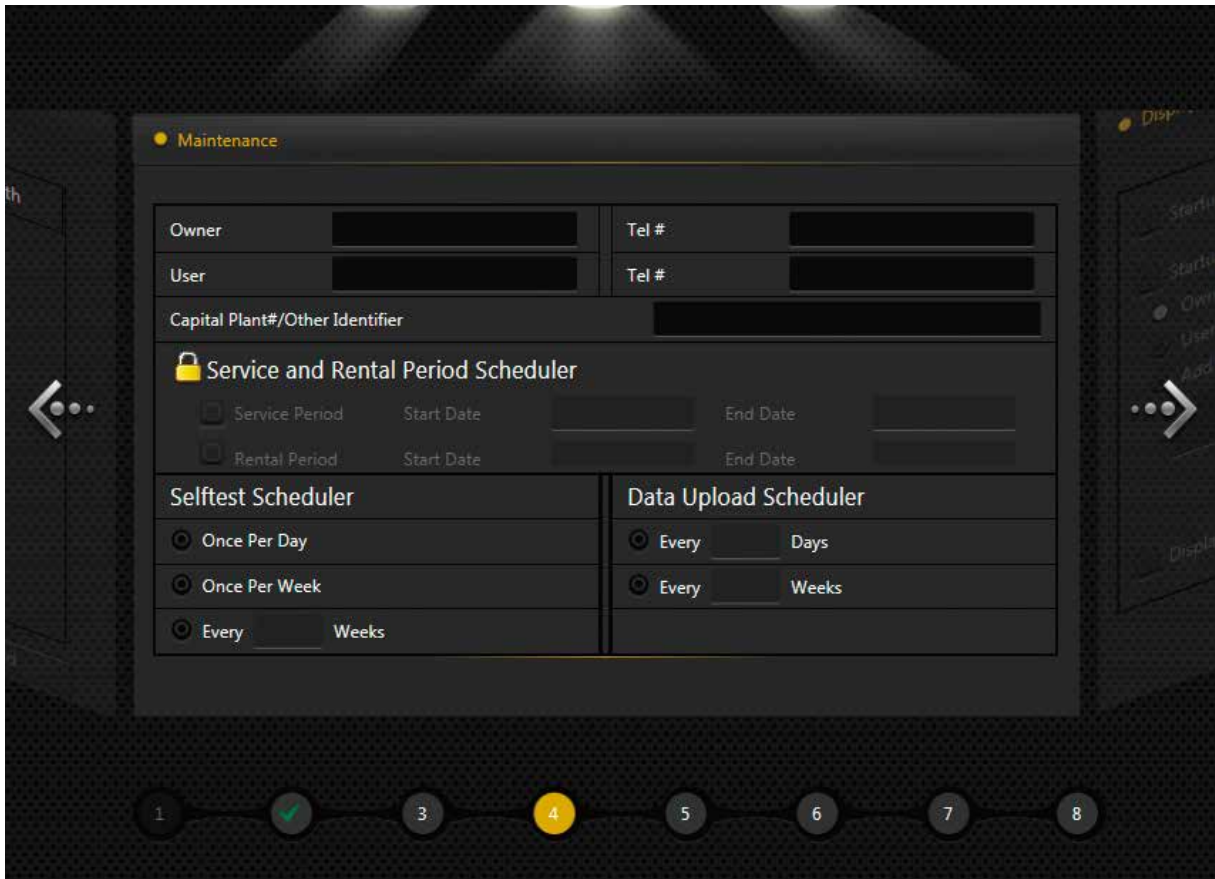 Maintenance
Owner Tel #
User Tel #
Capital Plant#/Other Identifier
Service and Rental Period Scheduler
Service Period Start Date End Date
Rental Period Start Date End Date
Selftest Scheduler Data Upload Scheduler
Once Per Day Every Days
Once Per Week Every Weeks
Every Weeks
1 3 4 5 6 7 8